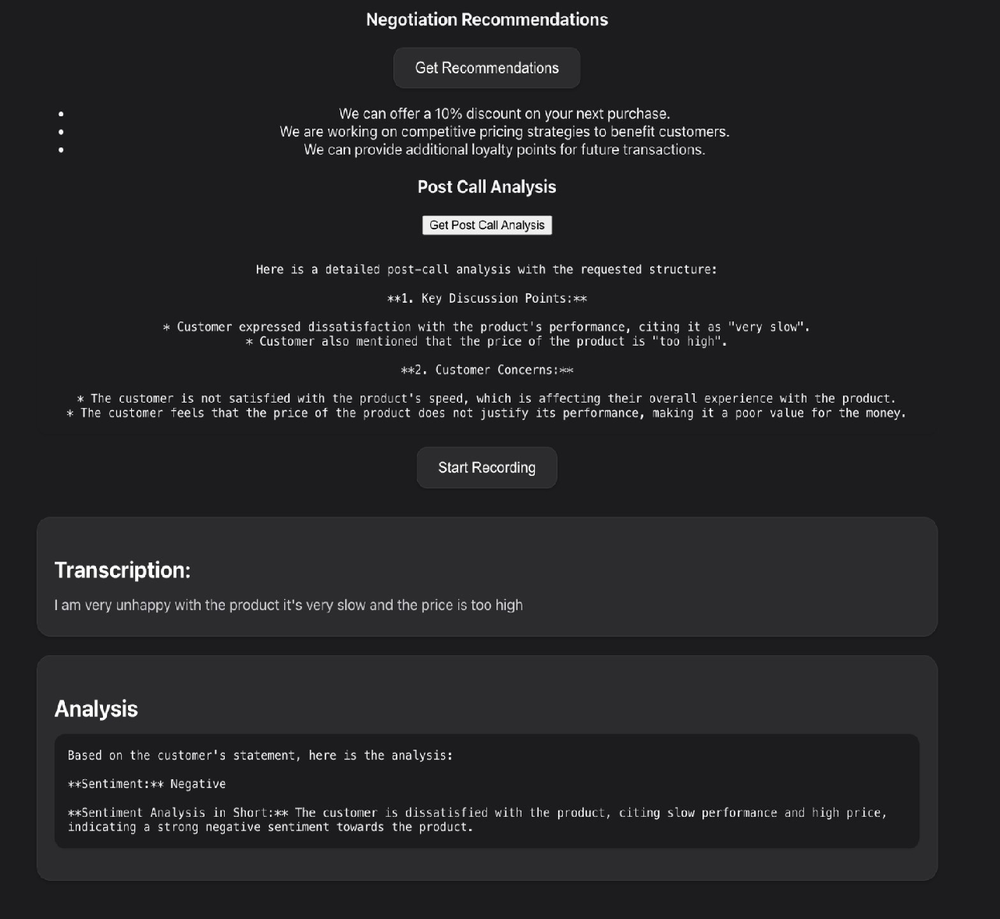 Negotiation Recommendations
Get Recommendations
• We can offer a 10% discount on your next purchase.
• We are working on competitive pricing strategies to benefit customers.
• We can provide additional loyalty points for future transactions.
Post Call Analysis
Get Post Call Analysis
Here is a detailed post-call analysis with the requested structure:
**1. Key Discussion Points:**
* Customer expressed dissatisfaction with the product's performance, citing it as "very slow".
* Customer also mentioned that the price of the product is "too high".
**2. Customer Concerns:**
* The customer is not satisfied with the product's speed, which is affecting their overall experience with the product.
* The customer feels that the price of the product does not justify its performance, making it a poor value for the money.
Start Recording
Transcription:
I am very unhappy with the product it's very slow and the price is too high
Analysis
Based on the customer's statement, here is the analysis:
**Sentiment:** Negative
**Sentiment Analysis in Short:** The customer is dissatisfied with the product, citing slow performance and high price,
indicating a strong negative sentiment towards the product.